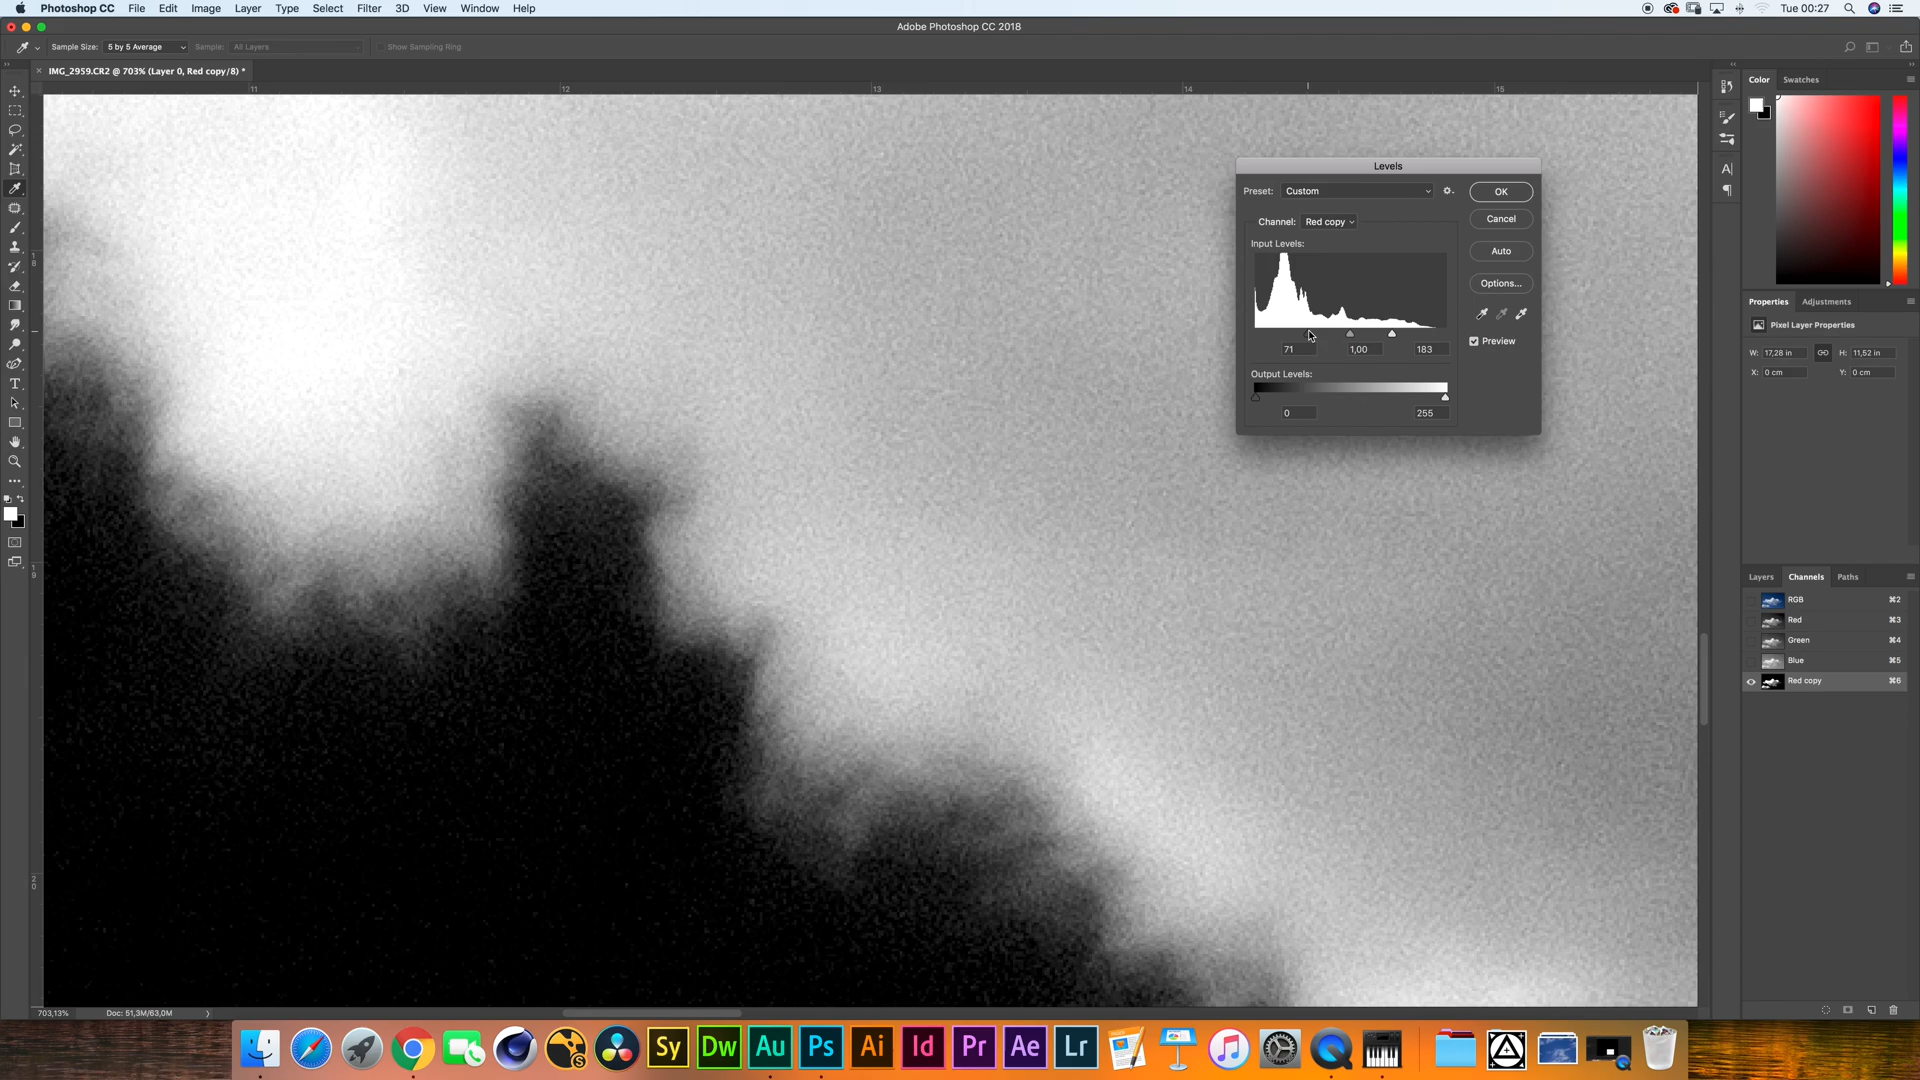 Photoshop CC File Edit Image Layer Type Select Filter 3D View Window Help Tue 00:27
Adobe Photoshop CC 2018
Sample Size: 5 by 5 Average Sample: All Layers Show Sampling Ring
IMG_2959.CR2 @ 703% (Layer 0, Red copy/8) *
11 12 13 14 15
18
19
20
Levels
Preset: Custom OK
Channel: Red copy Cancel
Input Levels: Auto
Options...
71 1,00 183 Preview
Output Levels:
0 255
Color Swatches
Properties Adjustments
Pixel Layer Properties
W: 17,28 in H: 11,52 in
X: 0 cm Y: 0 cm
Layers Channels Paths
RGB ⌘2
Red ⌘3
Green ⌘4
Blue ⌘5
Red copy ⌘6
703,13% Doc: 51,3M/63,0M
Sy Dw Au Ps Ai Id Pr Ae Lr